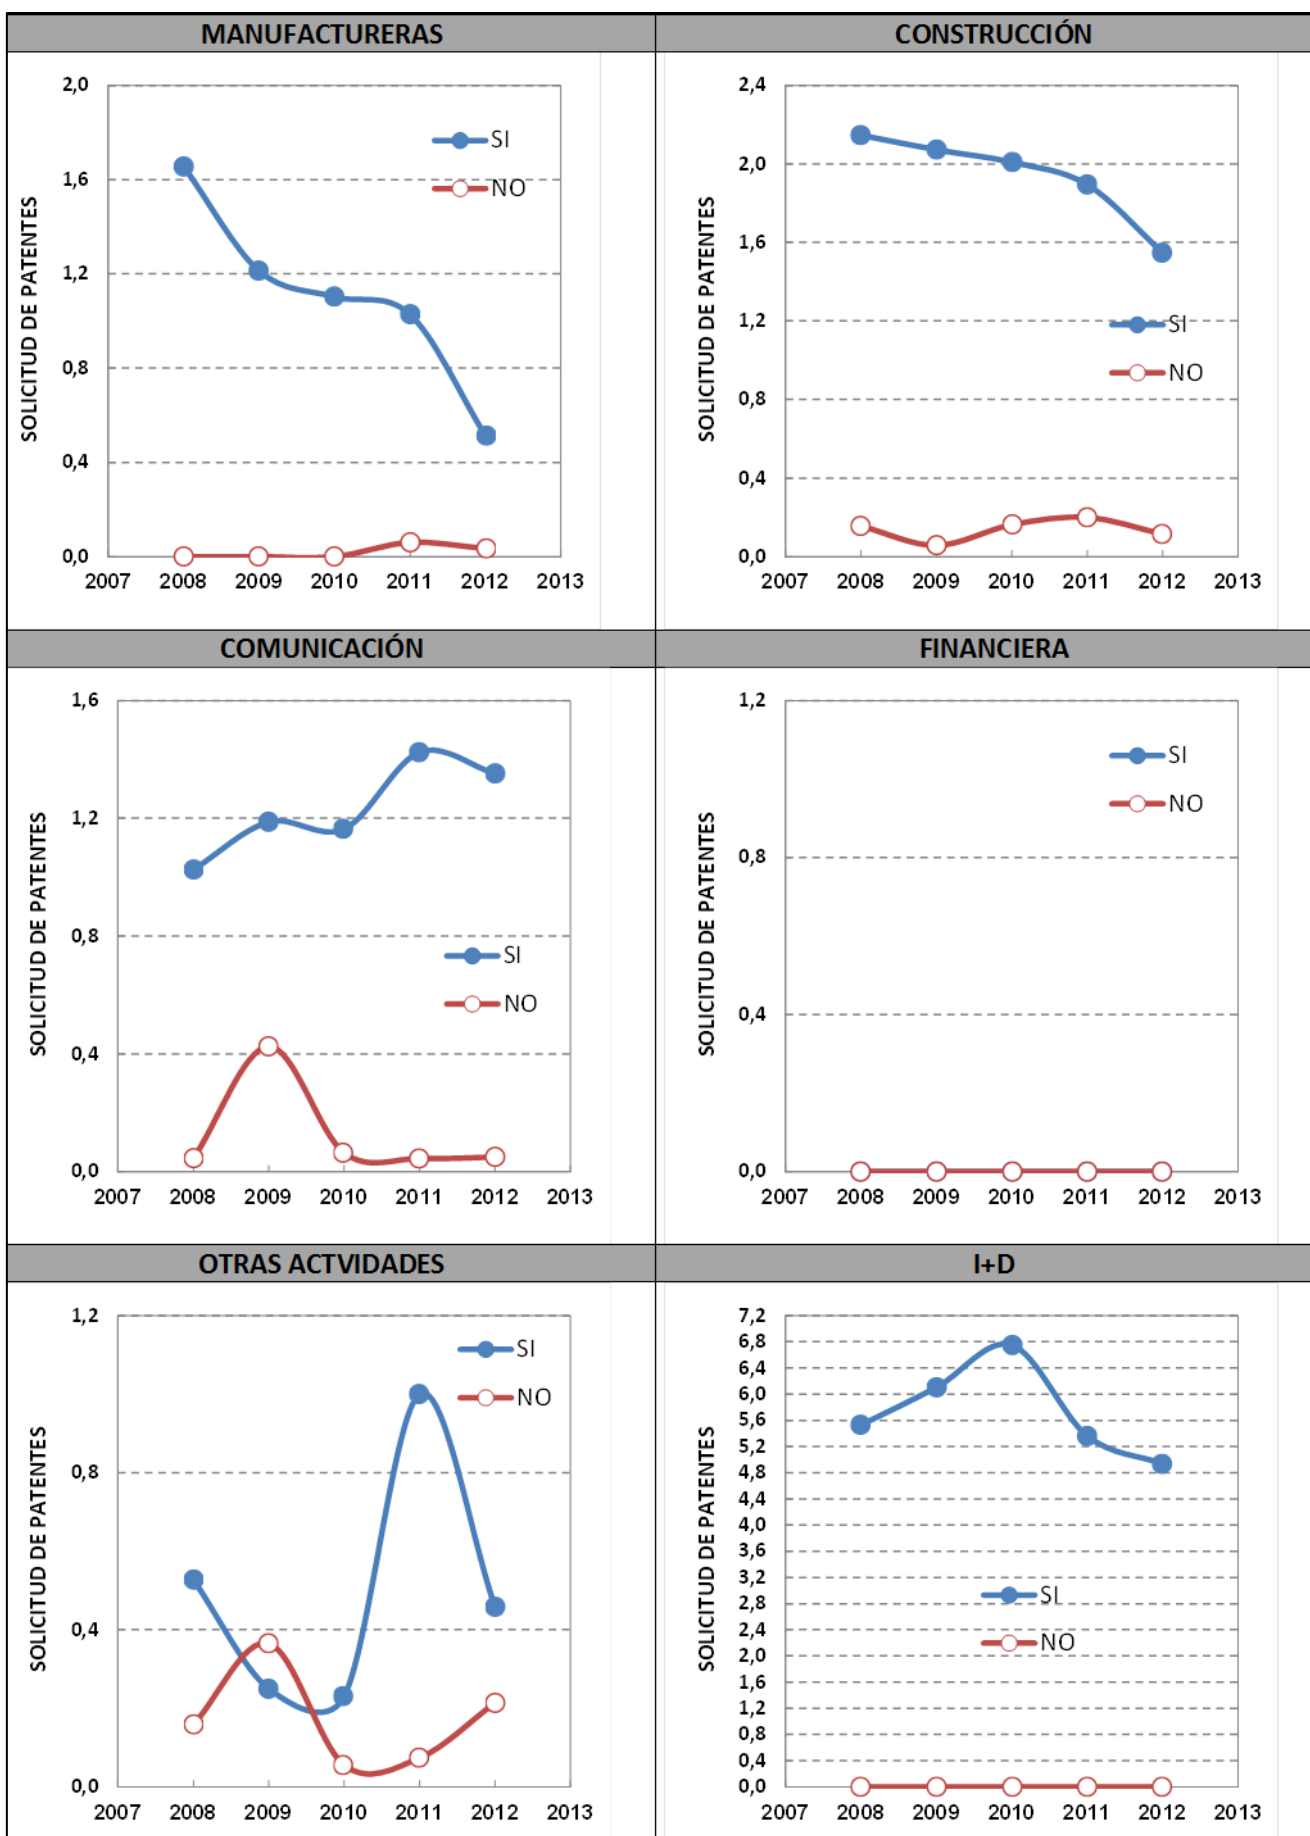 MANUFACTURERAS
SOLICITUD DE PATENTES
2,0
1,6
1,2
0,8
0,4
0,0
SI
NO
2007 2008 2009 2010 2011 2012 2013
CONSTRUCCIÓN
SOLICITUD DE PATENTES
2,4
2,0
1,6
1,2
0,8
0,4
0,0
SI
NO
2007 2008 2009 2010 2011 2012 2013
COMUNICACIÓN
SOLICITUD DE PATENTES
1,6
1,2
0,8
0,4
0,0
SI
NO
2007 2008 2009 2010 2011 2012 2013
FINANCIERA
SOLICITUD DE PATENTES
1,2
0,8
0,4
0,0
SI
NO
2007 2008 2009 2010 2011 2012 2013
OTRAS ACTVIDADES
SOLICITUD DE PATENTES
1,2
0,8
0,4
0,0
SI
NO
2007 2008 2009 2010 2011 2012 2013
I+D
SOLICITUD DE PATENTES
7,2
6,8
6,4
6,0
5,6
5,2
4,8
4,4
4,0
3,6
3,2
2,8
2,4
2,0
1,6
1,2
0,8
0,4
0,0
SI
NO
2007 2008 2009 2010 2011 2012 2013